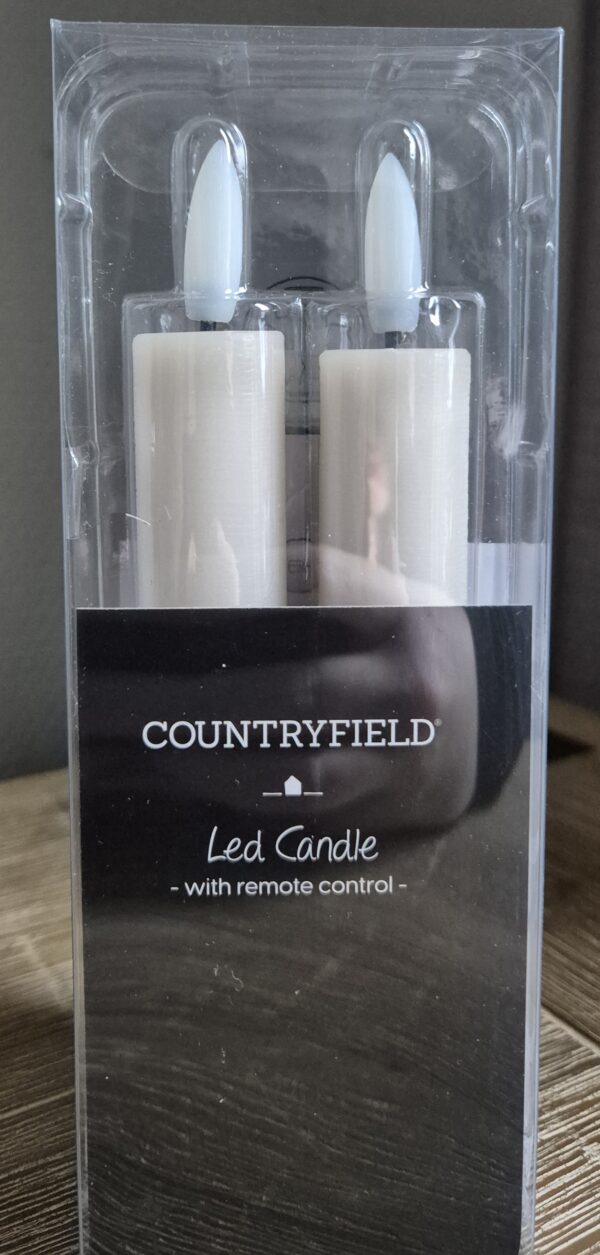 COUNTRYFIELD®
Led Candle
- with remote control -